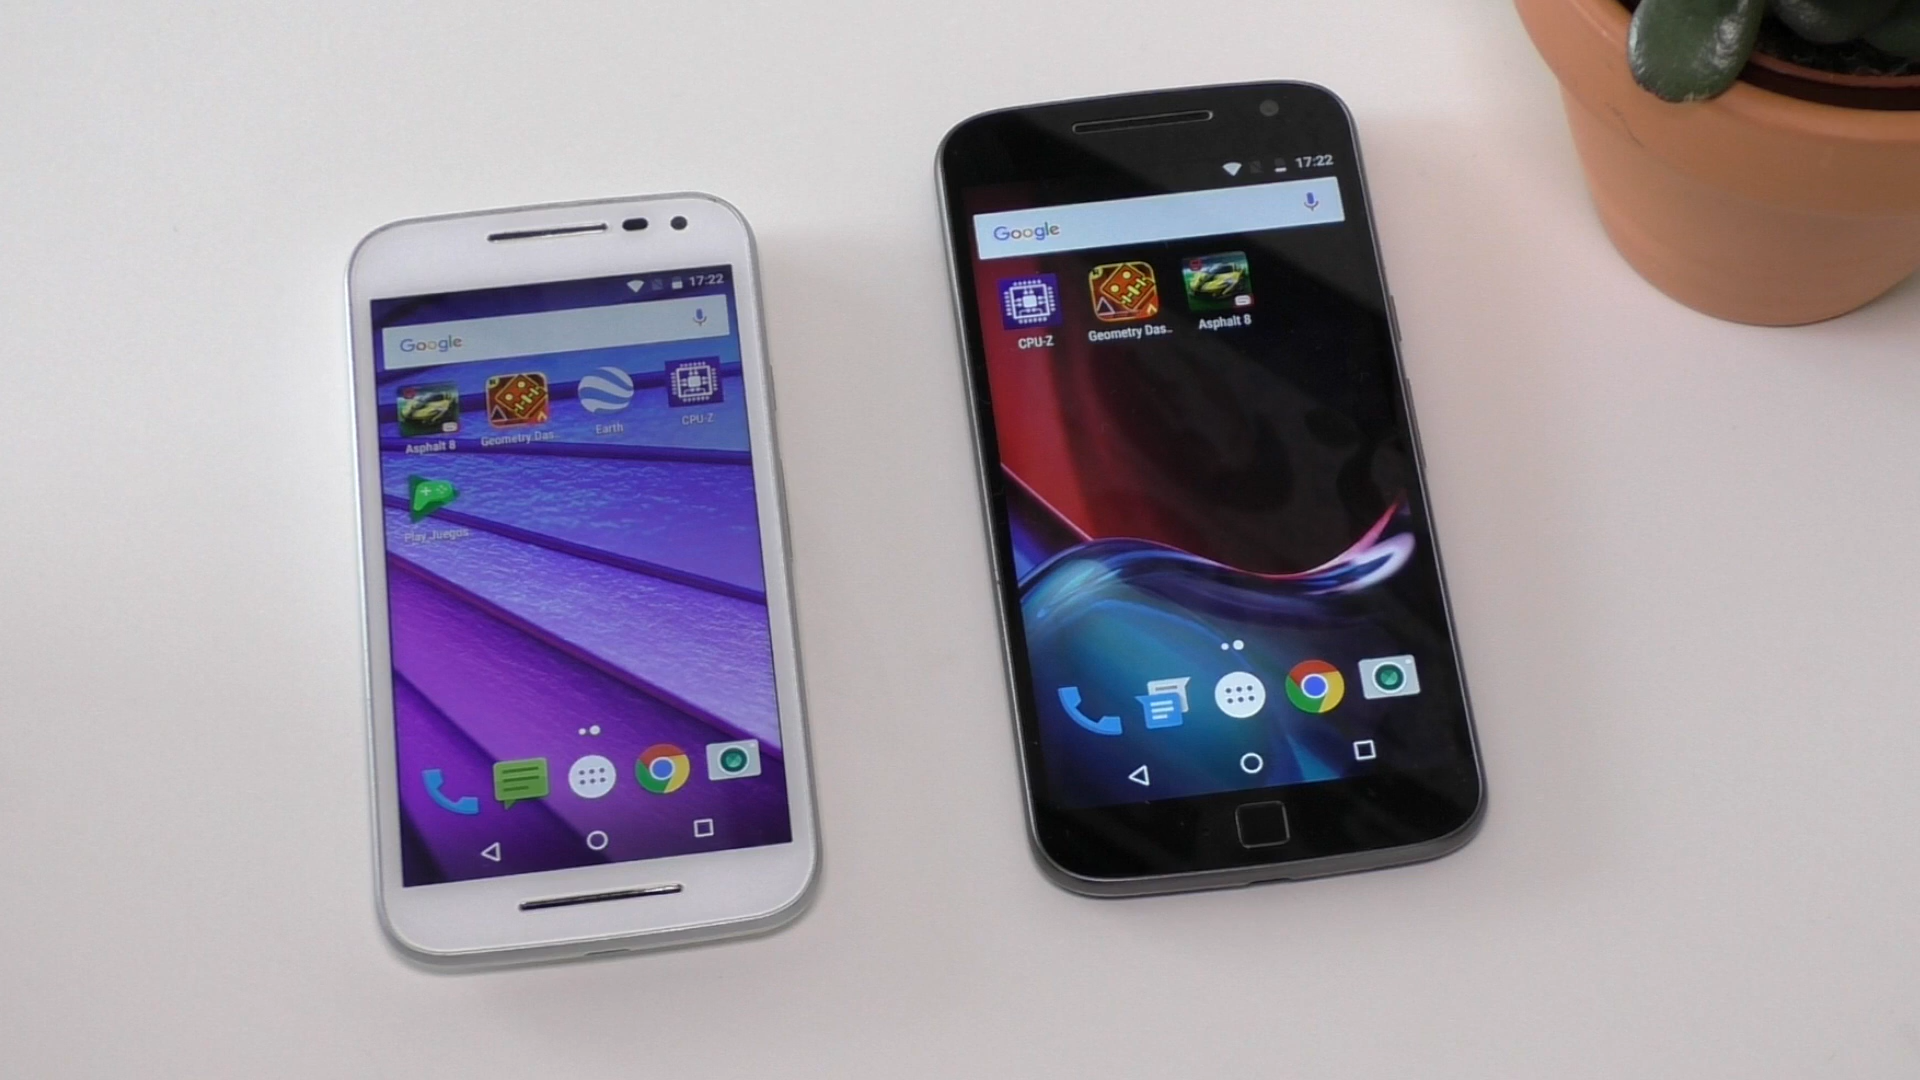 17:22
Google
Asphalt 8
Geometry Das..
Earth
CPU-Z
Play Juegos
17:22
Google
CPU-Z
Geometry Das..
Asphalt 8